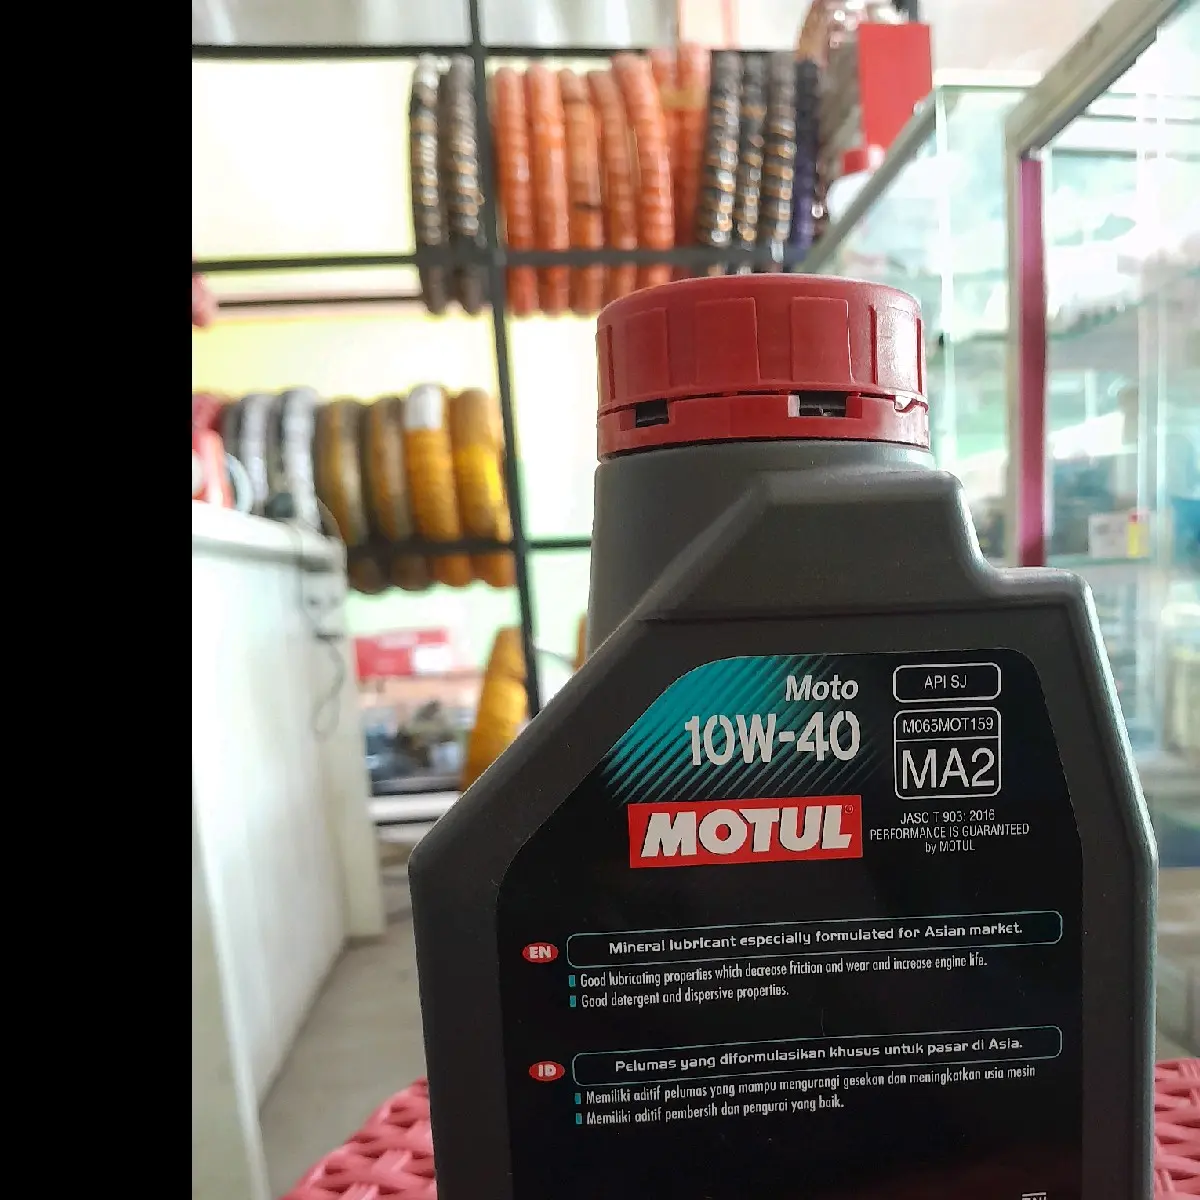 Moto
10W-40
MOTUL®
API SJ
M065MOT159
MA2
JASO T 903: 2016
PERFORMANCE IS GUARANTEED
by MOTUL
EN
Mineral lubricant especially formulated for Asian market.
Good lubricating properties which decrease friction and wear and increase engine life.
Good detergent and dispersive properties.
ID
Pelumas yang diformulasikan khusus untuk pasar di Asia.
Memiliki aditif pelumas yang mampu mengurangi gesekan dan meningkatkan usia mesin
Memiliki aditif pembersih dan pengurai yang baik.